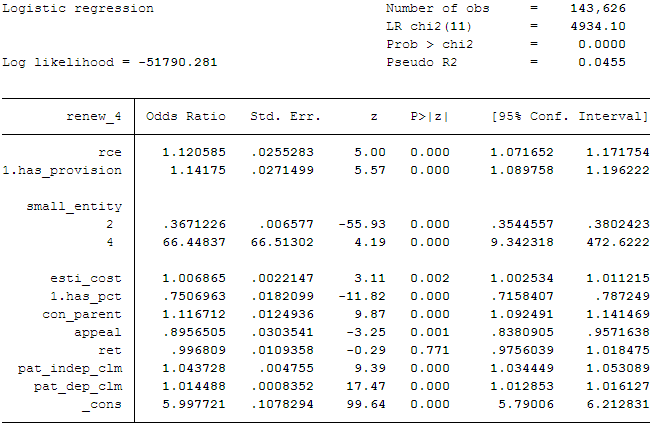 Logistic regression                             Number of obs     =    143,626
                                                LR chi2(11)       =    4934.10
                                                Prob > chi2       =     0.0000
Log likelihood = -51790.281                     Pseudo R2         =     0.0455
renew_4 | Odds Ratio   Std. Err.      z    P>|z|     [95% Conf. Interval]
rce | 1.120585   .0255283     5.00   0.000     1.071652    1.171754
1.has_provision | 1.14175   .0271499     5.57   0.000     1.089758    1.196222
small_entity |
2 | .3671226   .006577   -55.93   0.000     .3544557    .3802423
4 | 66.44837   66.51302     4.19   0.000     9.342318    472.6222
esti_cost | 1.006865   .0022147     3.11   0.002     1.002534    1.011215
1.has_pct | .7506963   .0182099   -11.82   0.000     .7158407    .787249
con_parent | 1.116712   .0124936     9.87   0.000     1.092491    1.141469
appeal | .8956505   .0303541    -3.25   0.001     .8380905    .9571638
ret | .996809   .0109358    -0.29   0.771     .9756039    1.018475
pat_indep_clm | 1.043728   .004755     9.39   0.000     1.034449    1.053089
pat_dep_clm | 1.014488   .0008352    17.47   0.000     1.012853    1.016127
_cons | 5.997721   .1078294    99.64   0.000     5.79006    6.212831